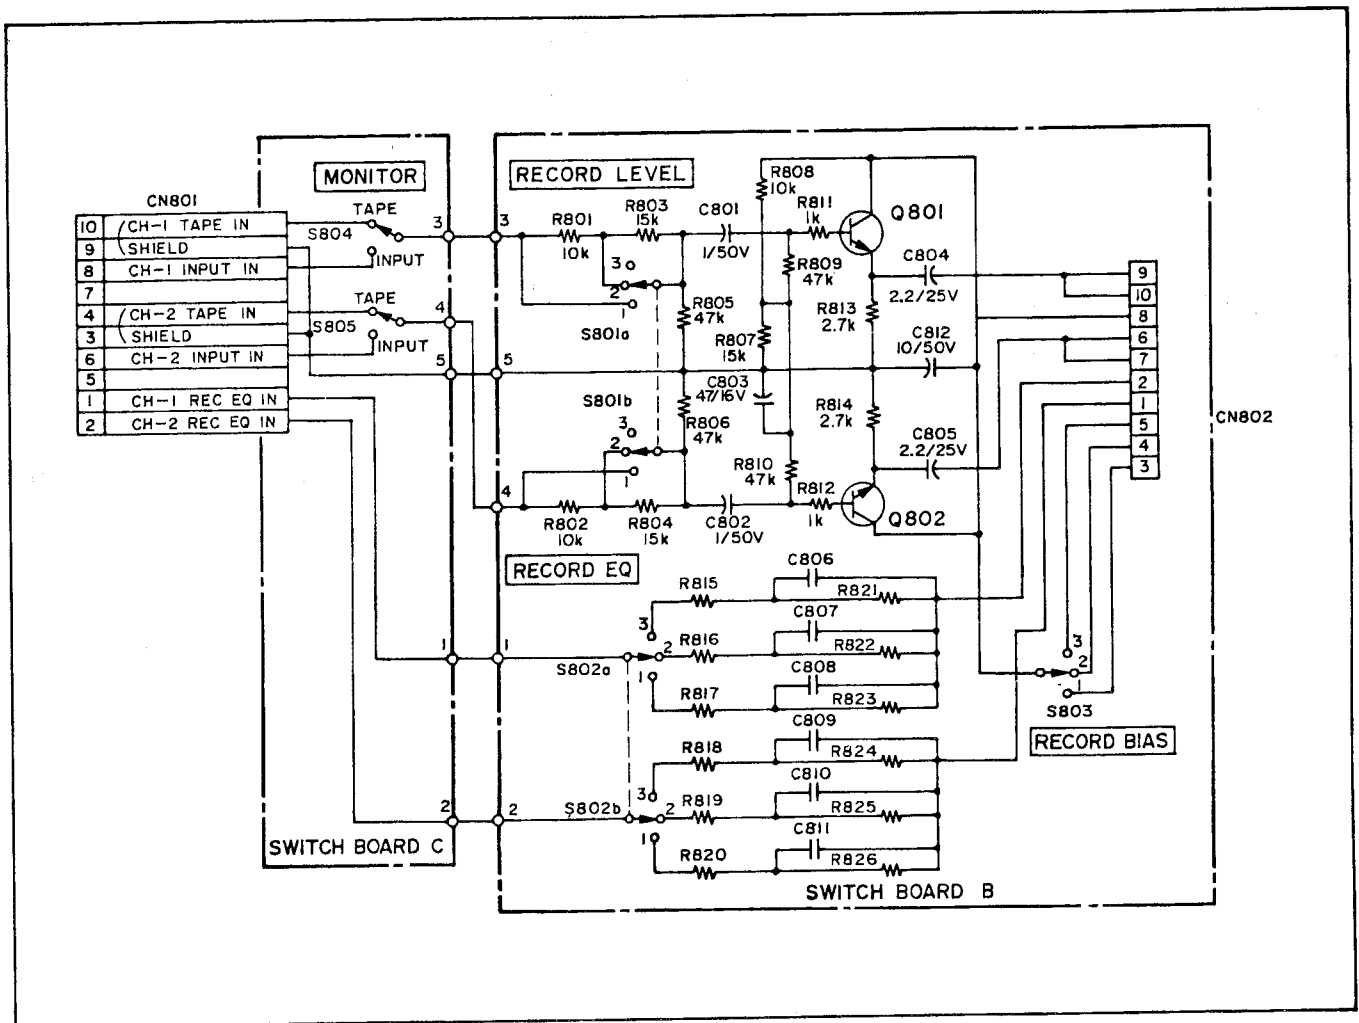 MONITOR
RECORD LEVEL
CN801
10 CH-1 TAPE IN
9 SHIELD
8 CH-1 INPUT IN
7
4 CH-2 TAPE IN
3 SHIELD
6 CH-2 INPUT IN
5
1 CH-1 REC EQ IN
2 CH-2 REC EQ IN
TAPE
S804
INPUT
3
TAPE
S805
INPUT
4
5
1
2
SWITCH BOARD C
3
R801
10k
R803
15k
C801
1/50V
R808
10k
R811
1k
Q801
3
2
1
S801a
R805
47k
R809
47k
R807
15k
R813
2.7k
C804
2.2/25V
C812
10/50V
5
S801b
3
2
1
R806
47k
C803
47/16V
R814
2.7k
C805
2.2/25V
R810
47k
4
R802
10k
R804
15k
C802
1/50V
R812
1k
Q802
9
10
8
6
7
2
1
5
4
3
CN802
RECORD EQ
R815
C806
R821
3
C807
1
S802a
2
R816
R822
C808
1
R817
R823
C809
R818
R824
3
C810
2
S802b
2
R819
R825
C811
1
R820
R826
3
2
1
S803
RECORD BIAS
SWITCH BOARD B